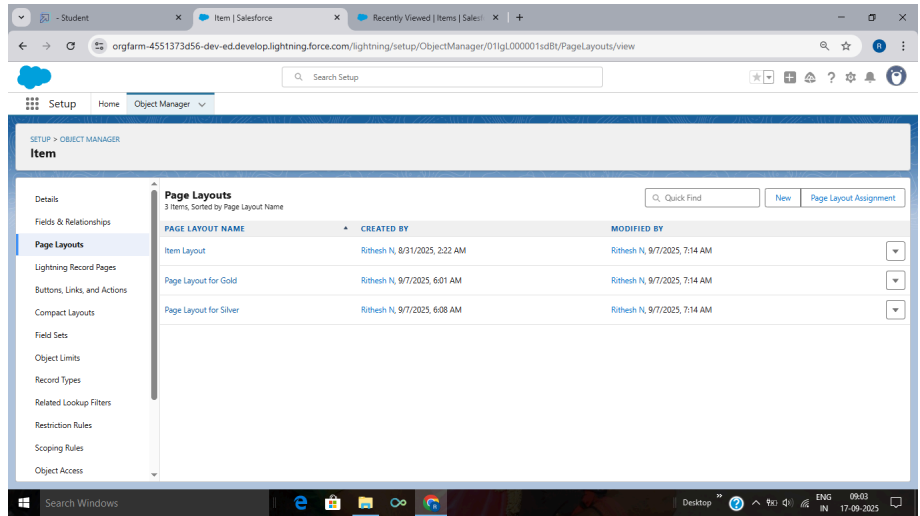 - Student
Item | Salesforce
Recently Viewed | Items | Salesf
orgfarm-4551373d56-dev-ed.develop.lightning.force.com/lightning/setup/ObjectManager/01IgL000001sdBt/PageLayouts/view
R
Search Setup
Setup
Home
Object Manager
SETUP > OBJECT MANAGER
Item
Details
Fields & Relationships
Page Layouts
Lightning Record Pages
Buttons, Links, and Actions
Compact Layouts
Field Sets
Object Limits
Record Types
Related Lookup Filters
Restriction Rules
Scoping Rules
Object Access
Page Layouts
3 Items, Sorted by Page Layout Name
Quick Find
New
Page Layout Assignment
PAGE LAYOUT NAME CREATED BY MODIFIED BY
Item Layout Rithesh N, 8/31/2025, 2:22 AM Rithesh N, 9/7/2025, 7:14 AM
Page Layout for Gold Rithesh N, 9/7/2025, 6:01 AM Rithesh N, 9/7/2025, 7:14 AM
Page Layout for Silver Rithesh N, 9/7/2025, 6:08 AM Rithesh N, 9/7/2025, 7:14 AM
Search Windows
Desktop
ENG
IN
09:03
17-09-2025